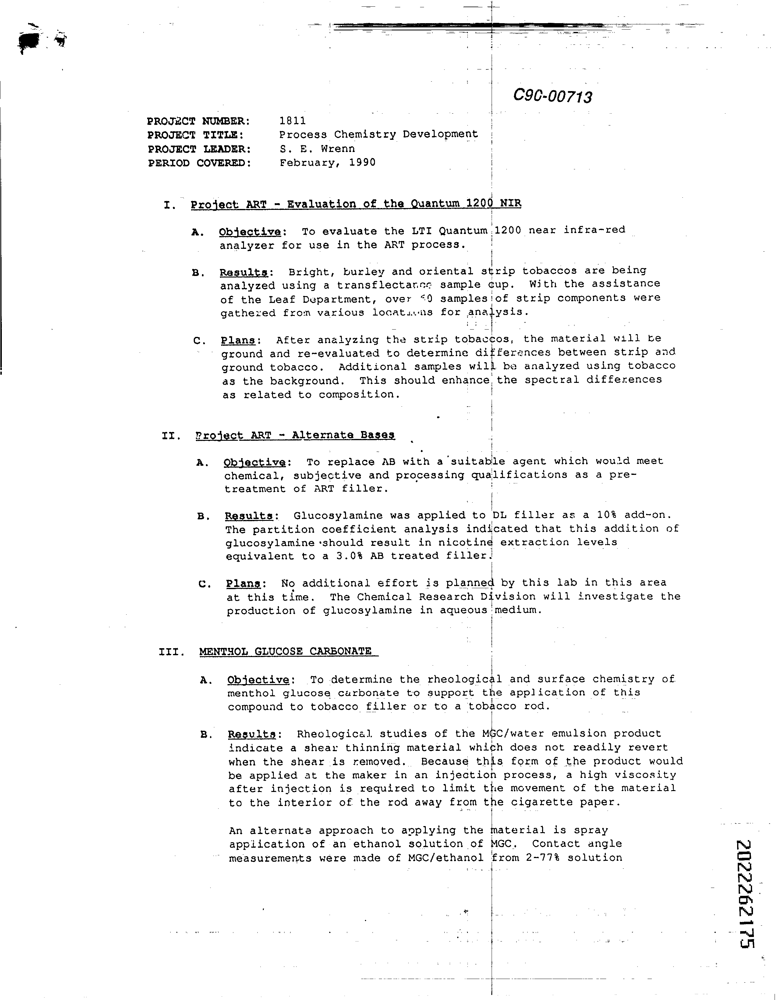 C90-00713
PROJECT NUMBER: 1811
PROJECT TITLE: Process Chemistry Development
PROJECT LEADER: S. E. Wrenn
PERIOD COVERED: February, 1990
I. Project ART - Evaluation of the Quantum 1200 NIR
A. Objective: To evaluate the LTI Quantum 1200 near infra-red
analyzer for use in the ART process.
B. Results: Bright, burley and oriental strip tobaccos are being
analyzed using a transflectance sample cup. With the assistance
of the Leaf Department, over samples of strip components were
gathered from various locations for analysis.
C. Plans: After analyzing the strip tobaccos, the material will be
ground and re-evaluated to determine differences between strip and
ground tobacco. Additional samples will be analyzed using tobacco
as the background. This should enhance the spectral differences
as related to composition.
II. Project ART - Alternate Bases
A. Objective: To replace AB with a suitable agent which would meet
chemical, subjective and processing qualifications as a pre-
treatment of ART filler.
B. Results: Glucosylamine was applied to DL filler as a 10% add-on.
The partition coefficient analysis indicated that this addition of
glucosylamine should result in nicotine extraction levels
equivalent to a 3.0% AB treated filler.
C. Plans: No additional effort is planned by this lab in this area
at this time. The Chemical Research Division will investigate the
production of glucosylamine in aqueous medium.
III. MENTHOL GLUCOSE CARBONATE
A. Objective: To determine the rheological and surface chemistry of
menthol glucose carbonate to support the application of this
compound to tobacco filler or to a tobacco rod.
B. Results: Rheological studies of the MGC/water emulsion product
indicate a shear thinning material which does not readily revert
when the shear is removed. Because this form of the product would
be applied at the maker in an injection process, a high viscosity
after injection is required to limit the movement of the material
to the interior of the rod away from the cigarette paper.
An alternate approach to applying the material is spray
application of an ethanol solution of MGC. Contact angle
measurements were made of MGC/ethanol from 2-77% solution
2022262175